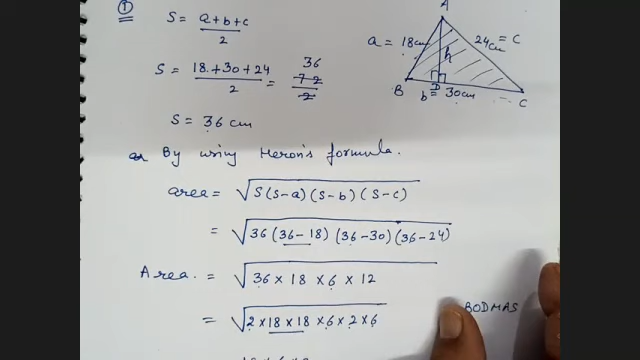 ①
S = a+b+c / 2
S = 18.+30+24 / 2 = 72 / 2 36
S = 36 cm
By using Heron's formula.
area = √S(S-a)(S-b)(S-c)
= √36(36-18)(36-30)(36-24)
Area = √36×18×6×12
= √2×18×18×6×2×6
A
a = 18cm
24cm = C
h
B
D
b = 30cm
C
BODMAS